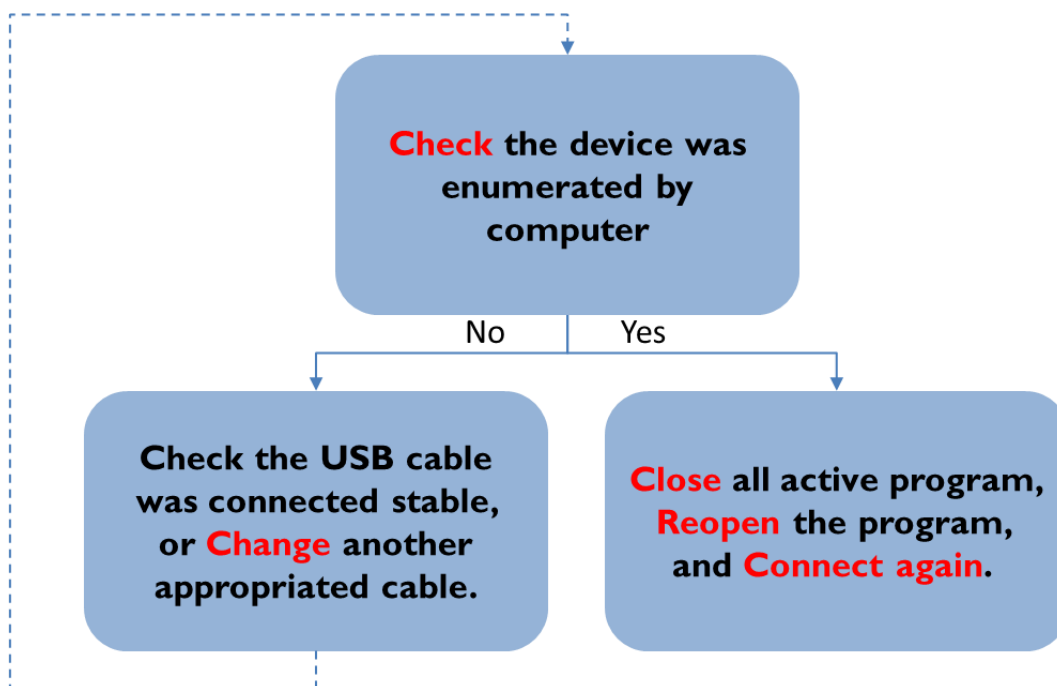 Check the device was
enumerated by
computer
No
Yes
Check the USB cable
was connected stable,
or Change another
appropriated cable.
Close all active program,
Reopen the program,
and Connect again.